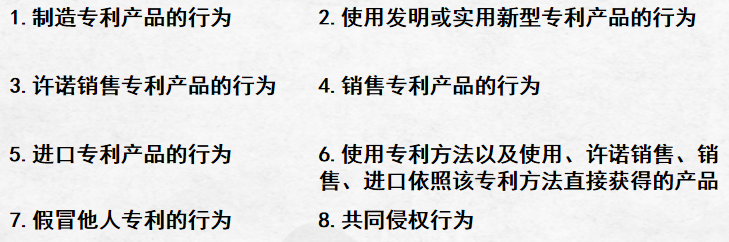 1. 制造专利产品的行为
2. 使用发明或实用新型专利产品的行为
3. 许诺销售专利产品的行为
4. 销售专利产品的行为
5. 进口专利产品的行为
6. 使用专利方法以及使用、许诺销售、销
售、进口依照该专利方法直接获得的产品
7. 假冒他人专利的行为
8. 共同侵权行为